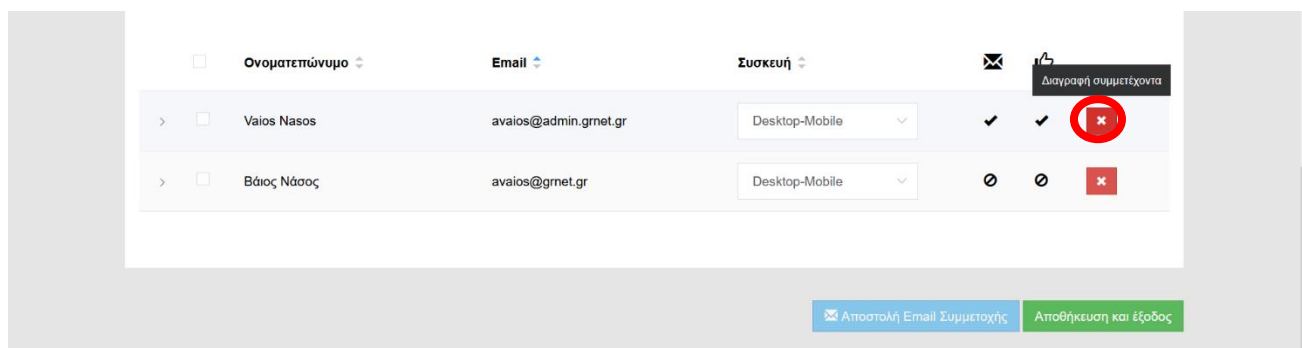 Ονοματεπώνυμο Email Συσκευή
Διαγραφή συμμετέχοντα
Vaios Nasos avaios@admin.grnet.gr Desktop-Mobile
Βάιος Νάσος avaios@grnet.gr Desktop-Mobile
Αποστολή Email Συμμετοχής Αποθήκευση και έξοδος